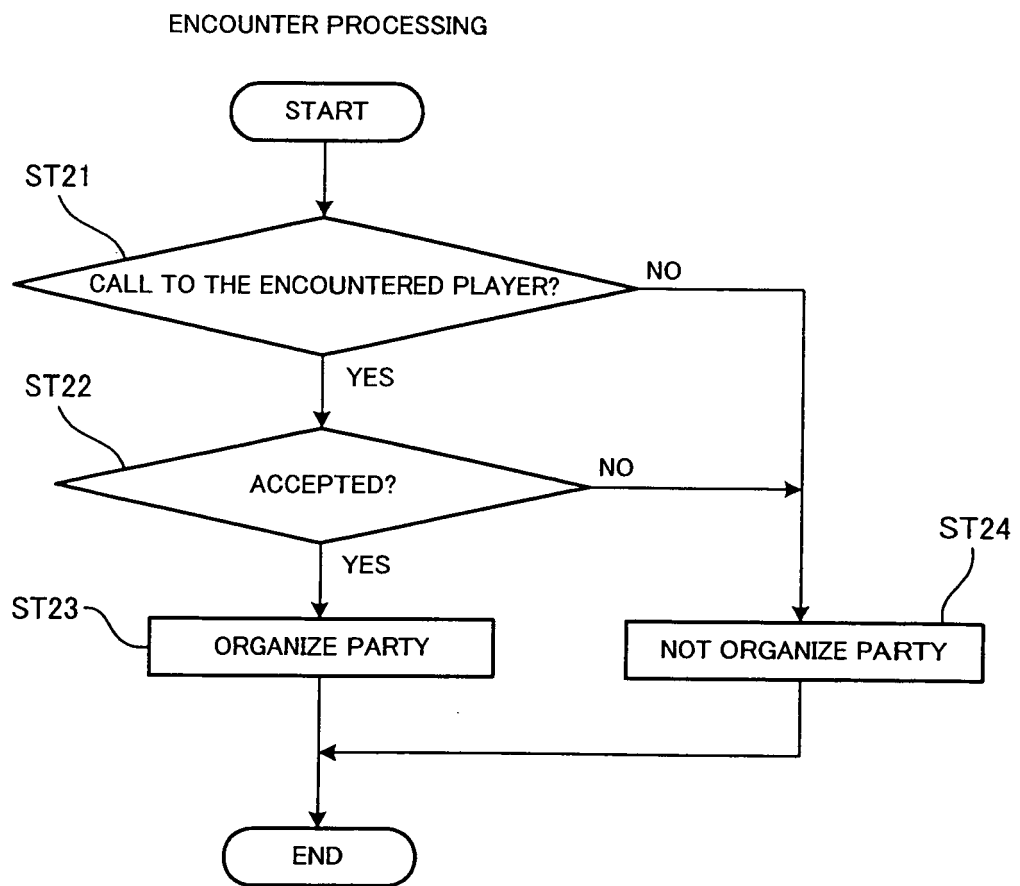 ENCOUNTER PROCESSING
START
ST21
CALL TO THE ENCOUNTERED PLAYER?
NO
YES
ST22
ACCEPTED?
NO
YES
ST24
ST23
ORGANIZE PARTY
NOT ORGANIZE PARTY
END